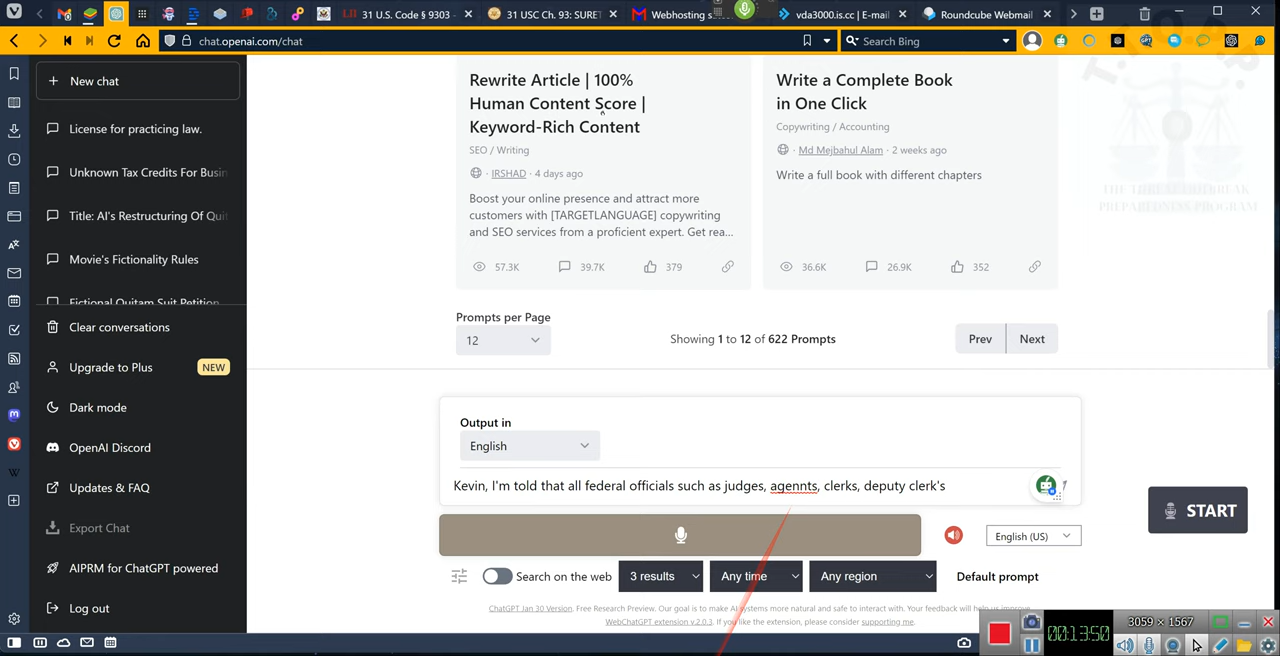 31 U.S. Code § 9303 -
31 USC Ch. 93: SURET
Webhosting s
vda3000.is.cc | E-mail
Roundcube Webmail
chat.openai.com/chat
Search Bing
New chat
License for practicing law.
Unknown Tax Credits For Busin
Title: AI's Restructuring Of Quit
Movie's Fictionality Rules
Fictional Quitam Suit Petition
Clear conversations
Upgrade to Plus
NEW
Dark mode
OpenAI Discord
Updates & FAQ
Export Chat
AIPRM for ChatGPT powered
Log out
Rewrite Article | 100%
Human Content Score |
Keyword-Rich Content
SEO / Writing
· IRSHAD · 4 days ago
Boost your online presence and attract more
customers with [TARGETLANGUAGE] copywriting
and SEO services from a proficient expert. Get rea...
57.3K
39.7K
379
Write a Complete Book
in One Click
Copywriting / Accounting
· Md Mejbahul Alam · 2 weeks ago
Write a full book with different chapters
36.6K
26.9K
352
THE THREAT OUTBREAK
PREPAREDNESS PROGRAM
Prompts per Page
12
Showing 1 to 12 of 622 Prompts
Prev
Next
Output in
English
Kevin, I'm told that all federal officials such as judges, agennts, clerks, deputy clerk's
START
English (US)
Search on the web
3 results
Any time
Any region
Default prompt
ChatGPT Jan 30 Version. Free Research Preview. Our goal is to make AI systems more natural and safe to interact with. Your feedback will help us improve.
WebChatGPT extension v.2.0.3. If you like the extension, please consider supporting me.
00:13:50
3059 × 1567